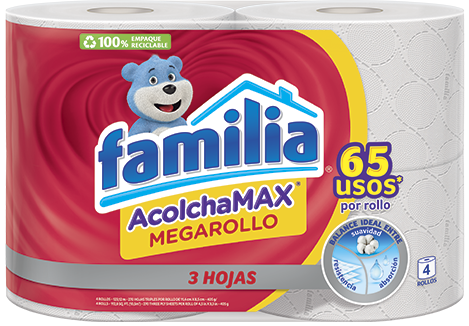 100% EMPAQUE
RECICLABLE
familia
AcolchaMAX®
MEGAROLLO
65
usos*
por rollo
BALANCE IDEAL ENTRE
suavidad
resistencia
absorción
4
ROLLOS
3 HOJAS